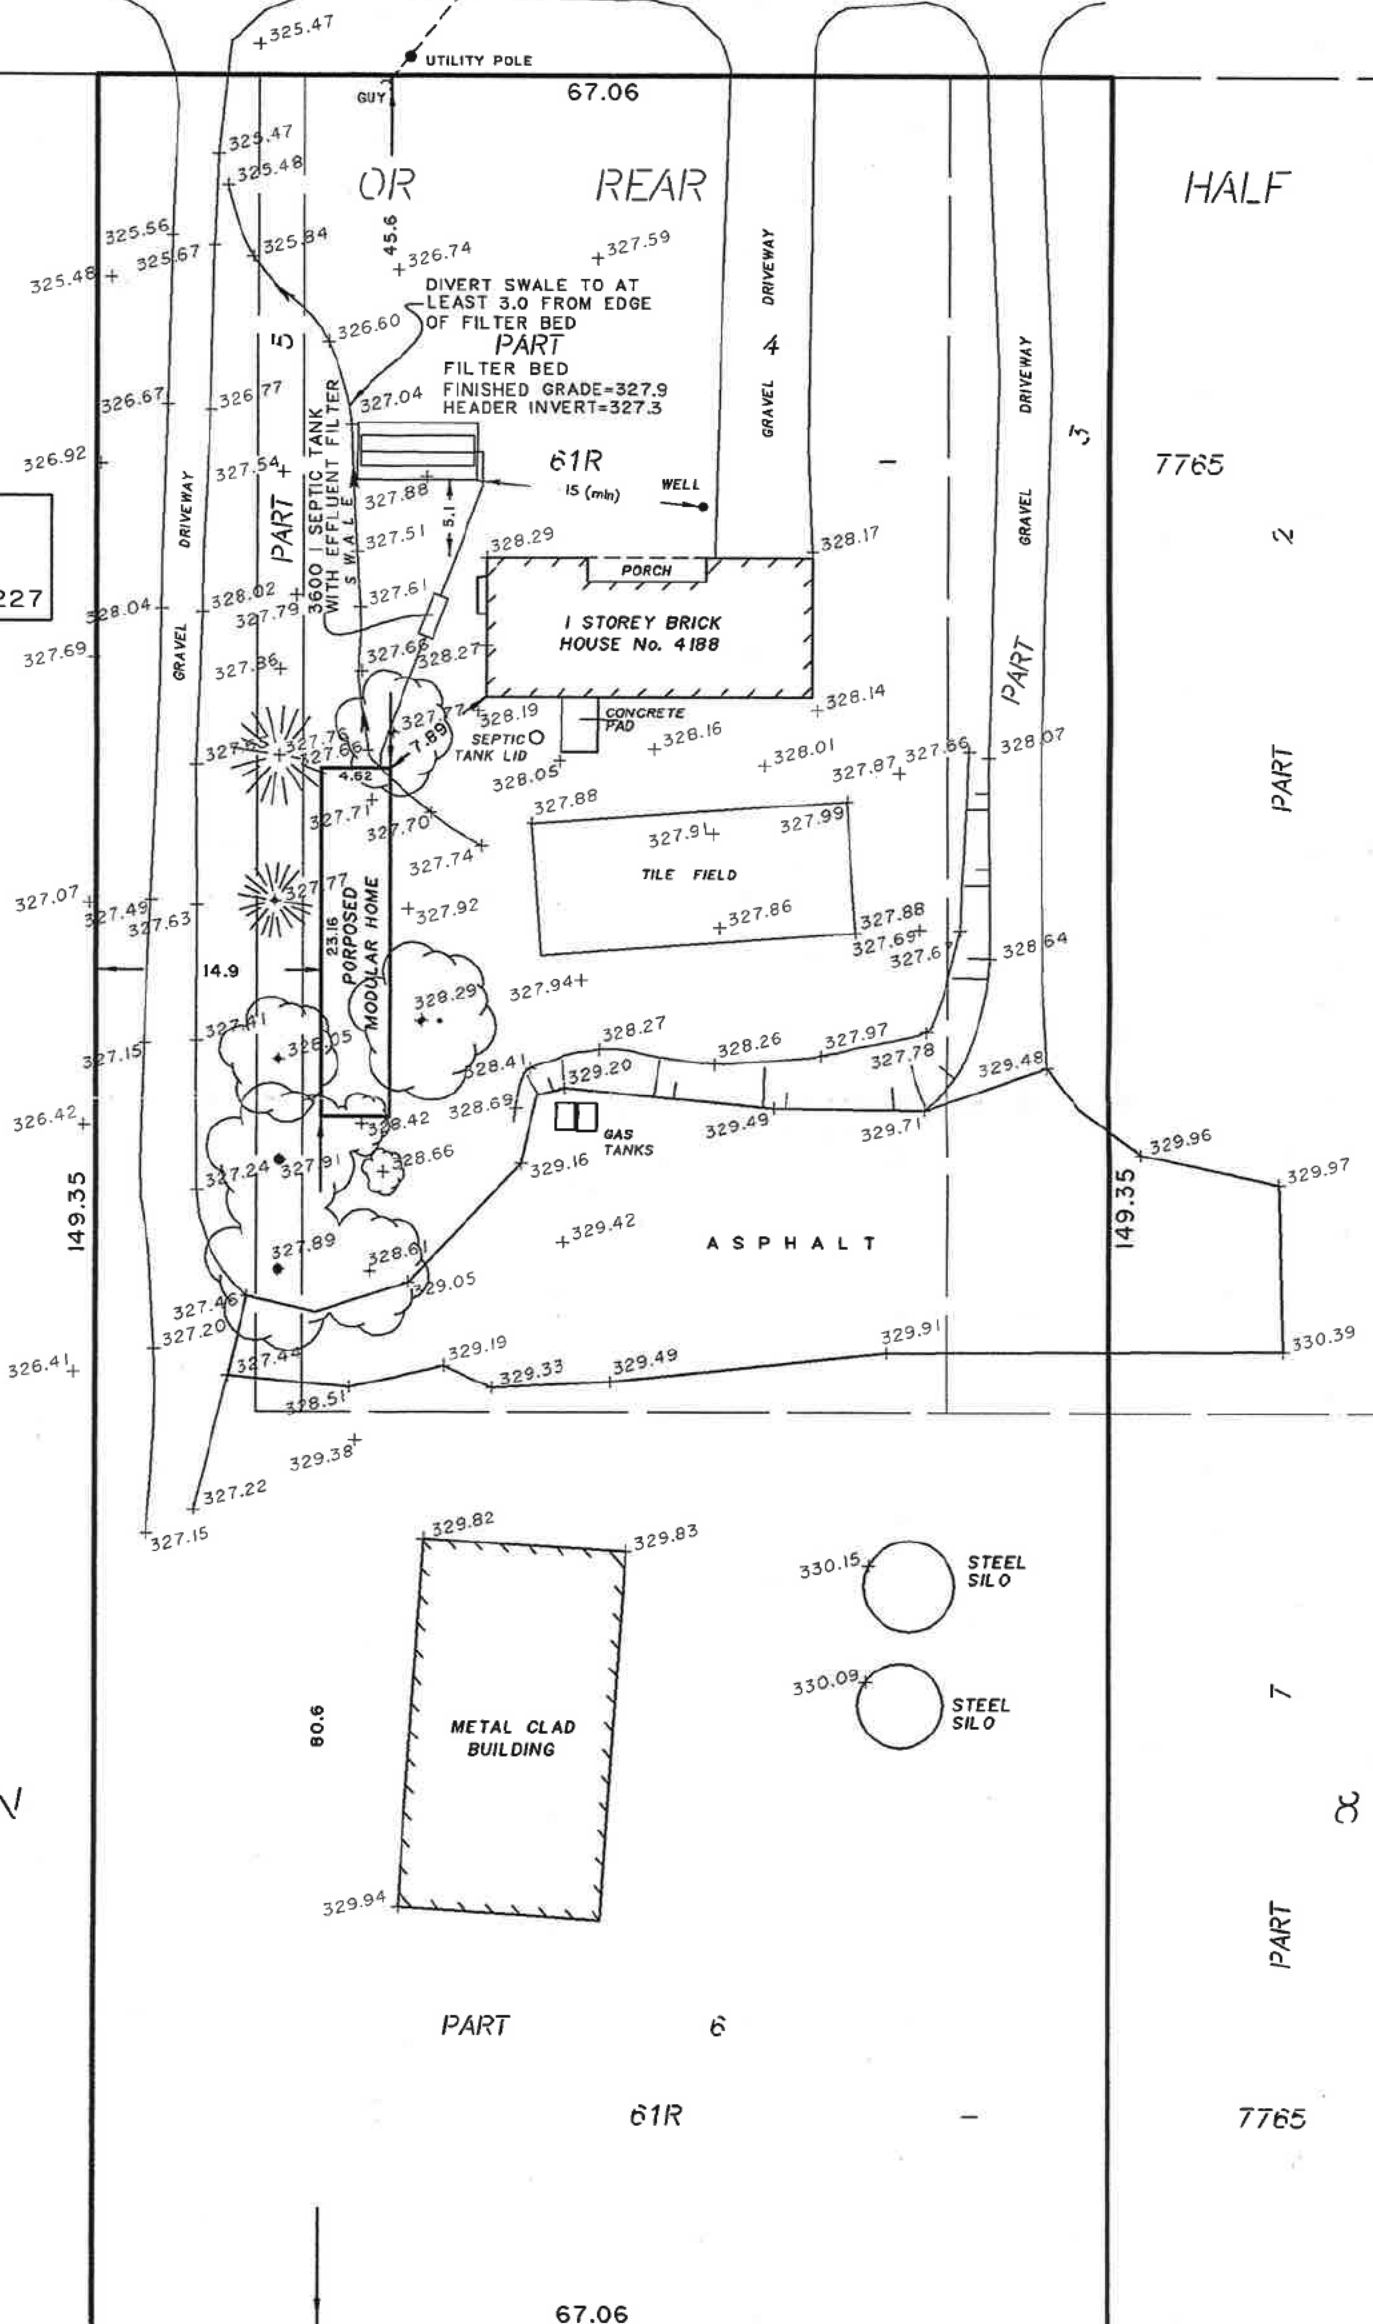 325.47
UTILITY POLE
GUY
67.06
325.47
325.48
OR REAR HALF
45.6
325.56
325.67
325.84
325.48
326.74
327.59
DIVERT SWALE TO AT
LEAST 3.0 FROM EDGE
OF FILTER BED
326.60
5
PART
4
GRAVEL DRIVEWAY
GRAVEL DRIVEWAY
3
FILTER BED
FINISHED GRADE=327.9
HEADER INVERT=327.3
327.04
326.67
326.77
326.92
327.54
PART
3600 l SEPTIC TANK
WITH EFFLUENT FILTER
SWALE
327.88
61R - 7765
15 (min)
WELL
5.1
2
GRAVEL DRIVEWAY
327.51
328.29
328.17
PORCH
227
328.04
328.02
327.79
327.61
1 STOREY BRICK
HOUSE No. 4188
327.69
327.86
327.66
328.27
PART
328.14
327.77
328.19
CONCRETE
PAD
7.89
SEPTIC
TANK LID
328.16
328.01
328.07
327.66
327.87
327.76
327.66
328.05
4.62
PART
327.88
327.71
327.70
327.91
327.99
327.74
TILE FIELD
327.77
327.07
327.49
327.63
327.92
327.86
327.88
327.69
327.67
328.64
23.16
PORPOSED
MODULAR HOME
14.9
328.29
327.94
327.41
328.05
327.15
328.27
328.26
327.97
327.78
328.41
329.20
329.48
326.42
328.69
328.42
329.49
329.71
GAS
TANKS
327.24
327.91
328.66
329.16
329.96
329.97
149.35
149.35
329.42
ASPHALT
327.89
328.61
329.05
327.46
327.20
329.91
330.39
326.41
327.44
329.19
329.33
329.49
328.51
329.38
327.22
327.15
329.82
329.83
330.15
STEEL
SILO
330.09
STEEL
SILO
7
80.6
METAL CLAD
BUILDING
329.94
PART
PART 6
61R - 7765
67.06